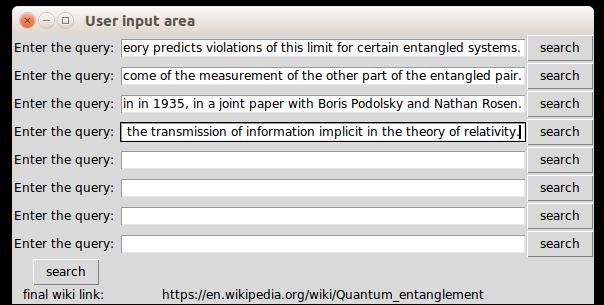 User input area
Enter the query: eory predicts violations of this limit for certain entangled systems. search
Enter the query: come of the measurement of the other part of the entangled pair. search
Enter the query: in in 1935, in a joint paper with Boris Podolsky and Nathan Rosen. search
Enter the query: the transmission of information implicit in the theory of relativity. search
Enter the query: search
Enter the query: search
Enter the query: search
Enter the query: search
search
final wiki link: https://en.wikipedia.org/wiki/Quantum_entanglement